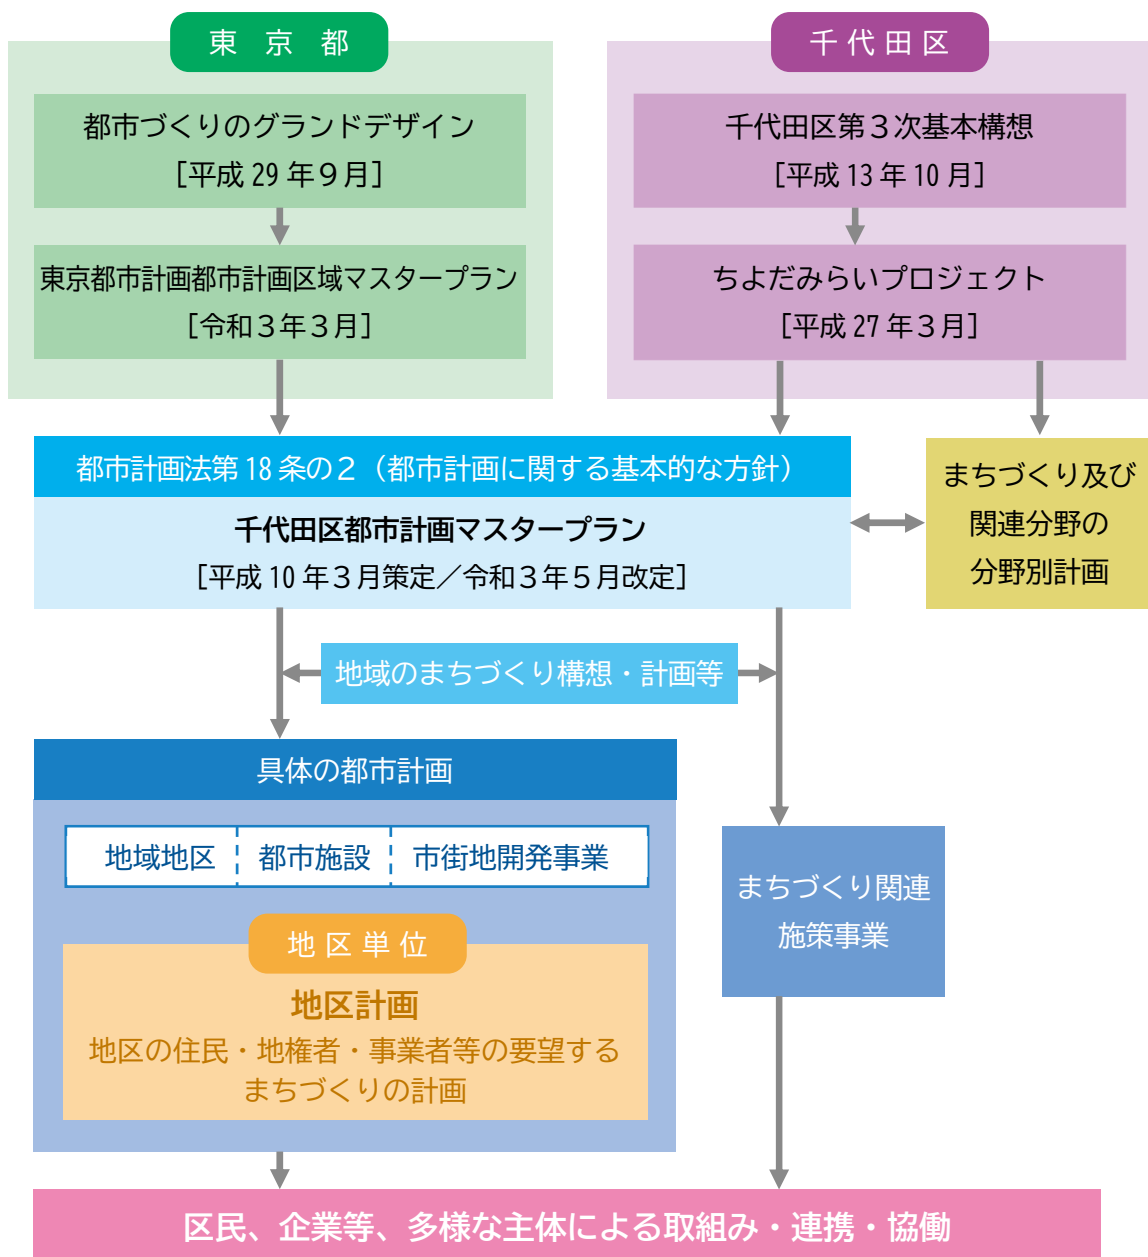 東京都
都市づくりのグランドデザイン
［平成29年９月］
東京都市計画都市計画区域マスタープラン
［令和３年３月］
千代田区
千代田区第３次基本構想
［平成13年10月］
ちよだみらいプロジェクト
［平成27年３月］
都市計画法第18条の２（都市計画に関する基本的な方針）
千代田区都市計画マスタープラン
［平成10年３月策定／令和３年５月改定］
まちづくり及び
関連分野の
分野別計画
地域のまちづくり構想・計画等
具体の都市計画
地域地区
都市施設
市街地開発事業
地区単位
地区計画
地区の住民・地権者・事業者等の要望する
まちづくりの計画
まちづくり関連
施策事業
区民、企業等、多様な主体による取組み・連携・協働